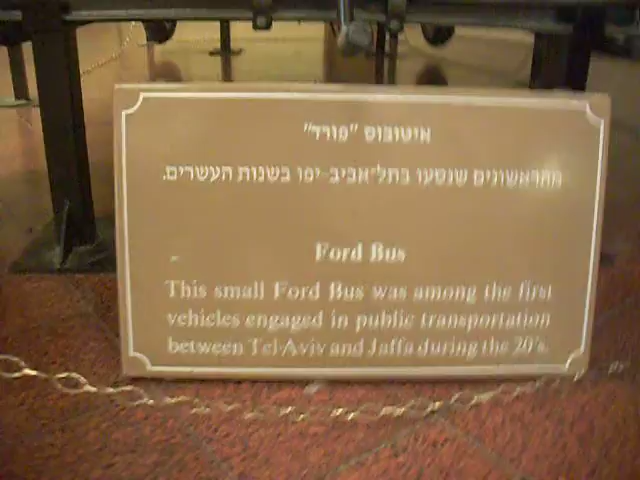 איטובוס "פורד"
מהראשונים שנסעו בתל־אביב-יפו בשנות העשרים.
Ford Bus
This small Ford Bus was among the first
vehicles engaged in public transportation
between Tel-Aviv and Jaffa during the 20's.